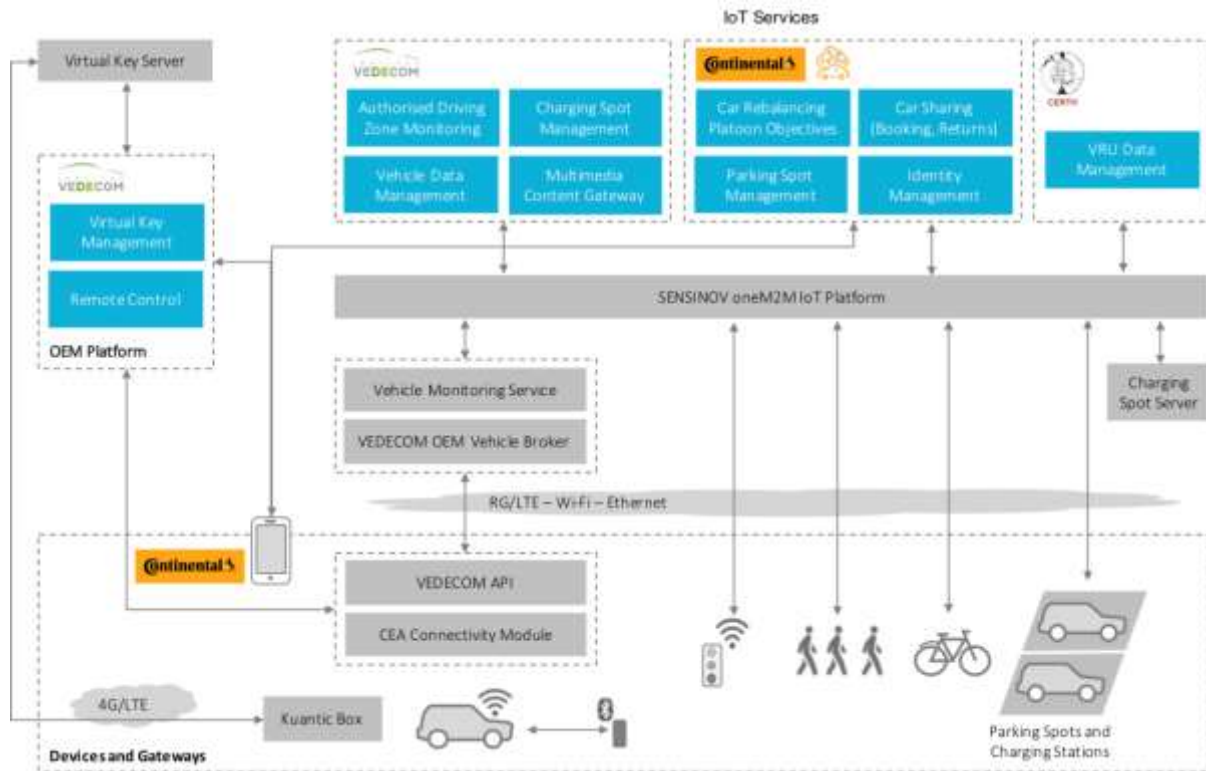 IoT Services
Virtual Key Server
VEDECOM
Authorised Driving
Zone Monitoring
Charging Spot
Management
Vehicle Data
Management
Multimedia
Content Gateway
Continental
Car Rebalancing
Platoon Objectives
Car Sharing
(Booking, Returns)
Parking Spot
Management
Identity
Management
CERTH
VRU Data
Management
VEDECOM
Virtual Key
Management
Remote Control
OEM Platform
SENSINOV oneM2M IoT Platform
Vehicle Monitoring Service
VEDECOM OEM Vehicle Broker
Charging
Spot Server
RG/LTE – Wi-Fi – Ethernet
Continental
VEDECOM API
CEA Connectivity Module
4G/LTE
Kuantic Box
Parking Spots and
Charging Stations
Devices and Gateways